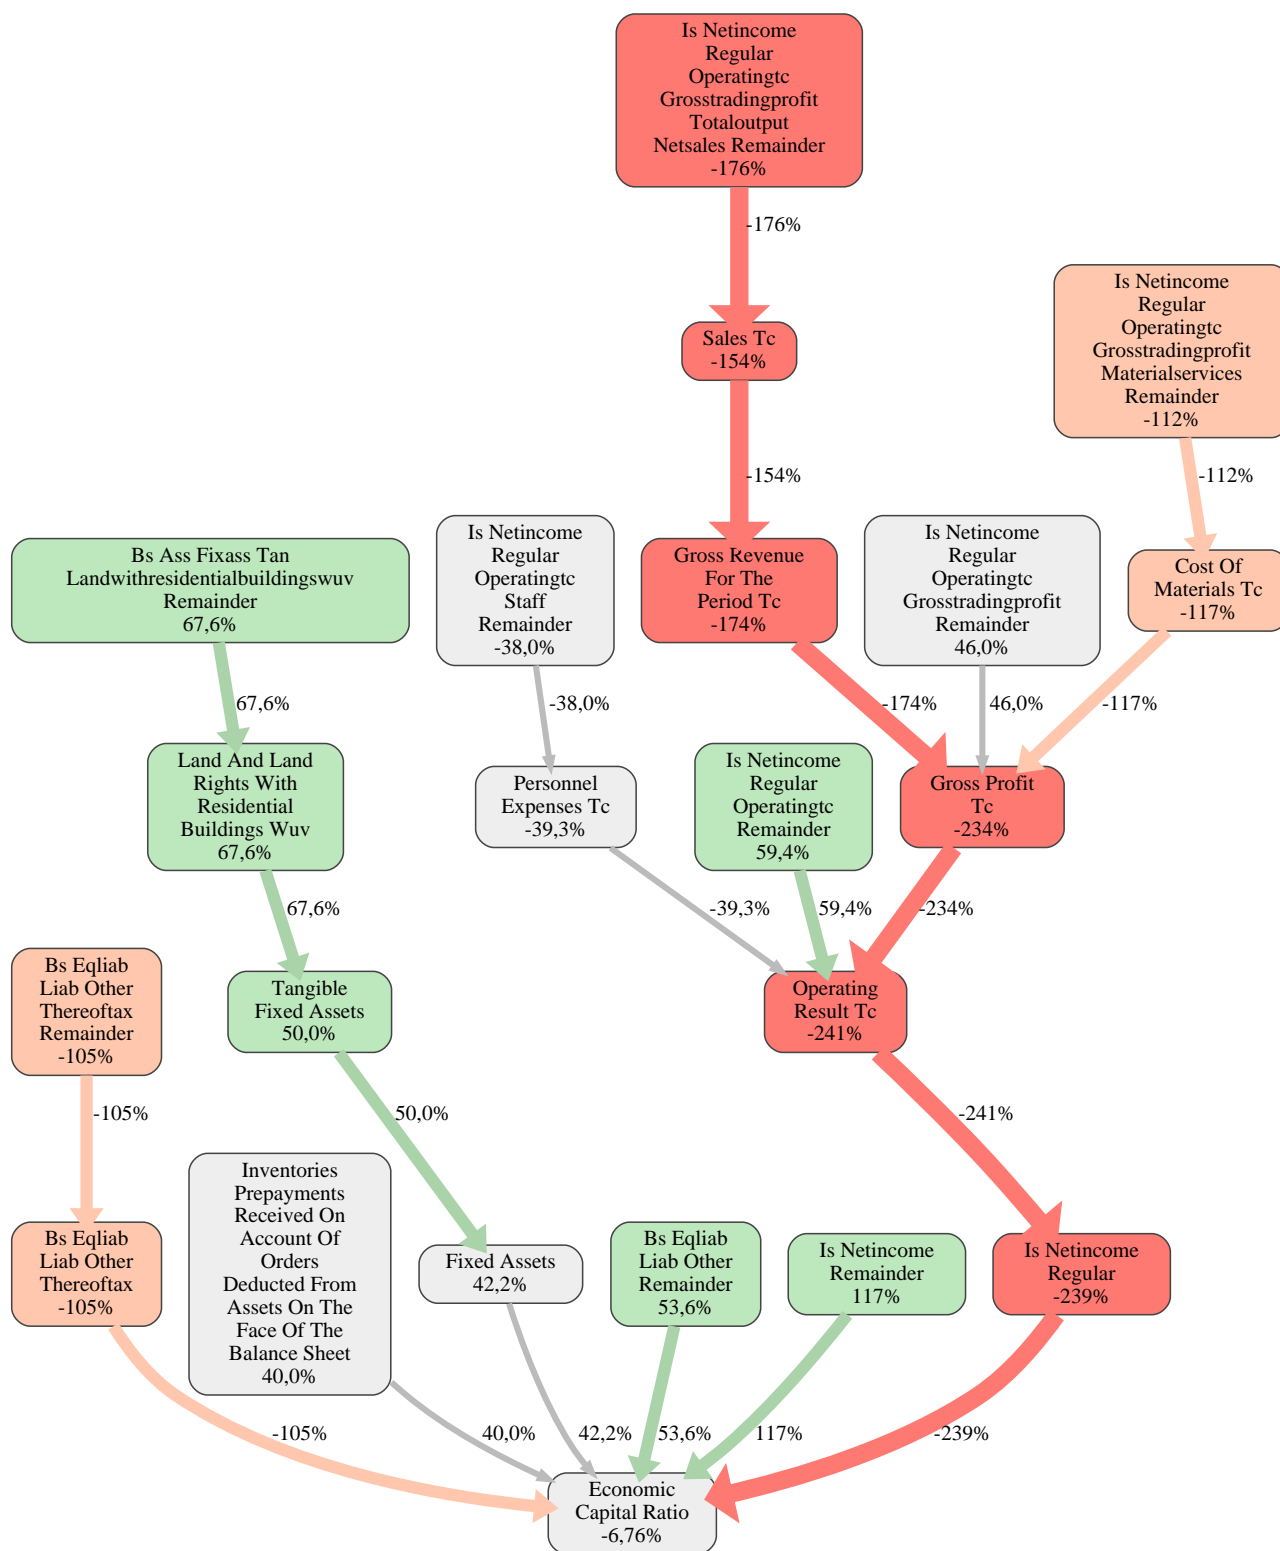 Is Netincome
Regular
Operatingtc
Grosstradingprofit
Totaloutput
Netsales Remainder
-176%
-176%
Is Netincome
Regular
Operatingtc
Grosstradingprofit
Materialservices
Remainder
-112%
Sales Tc
-154%
-154%
-112%
Bs Ass Fixass Tan
Landwithresidentialbuildingswuv
Remainder
67,6%
Is Netincome
Regular
Operatingtc
Staff
Remainder
-38,0%
Gross Revenue
For The
Period Tc
-174%
Is Netincome
Regular
Operatingtc
Grosstradingprofit
Remainder
46,0%
Cost Of
Materials Tc
-117%
67,6%
-38,0%
-174%
46,0%
-117%
Land And Land
Rights With
Residential
Buildings Wuv
67,6%
Personnel
Expenses Tc
-39,3%
Is Netincome
Regular
Operatingtc
Remainder
59,4%
Gross Profit
Tc
-234%
67,6%
-39,3%
59,4%
-234%
Bs Eqliab
Liab Other
Thereoftax
Remainder
-105%
Tangible
Fixed Assets
50,0%
Operating
Result Tc
-241%
-105%
50,0%
-241%
Bs Eqliab
Liab Other
Thereoftax
-105%
Inventories
Prepayments
Received On
Account Of
Orders
Deducted From
Assets On The
Face Of The
Balance Sheet
40,0%
Fixed Assets
42,2%
Bs Eqliab
Liab Other
Remainder
53,6%
Is Netincome
Remainder
117%
Is Netincome
Regular
-239%
-105%
40,0%
42,2%
53,6%
117%
-239%
Economic
Capital Ratio
-6,76%